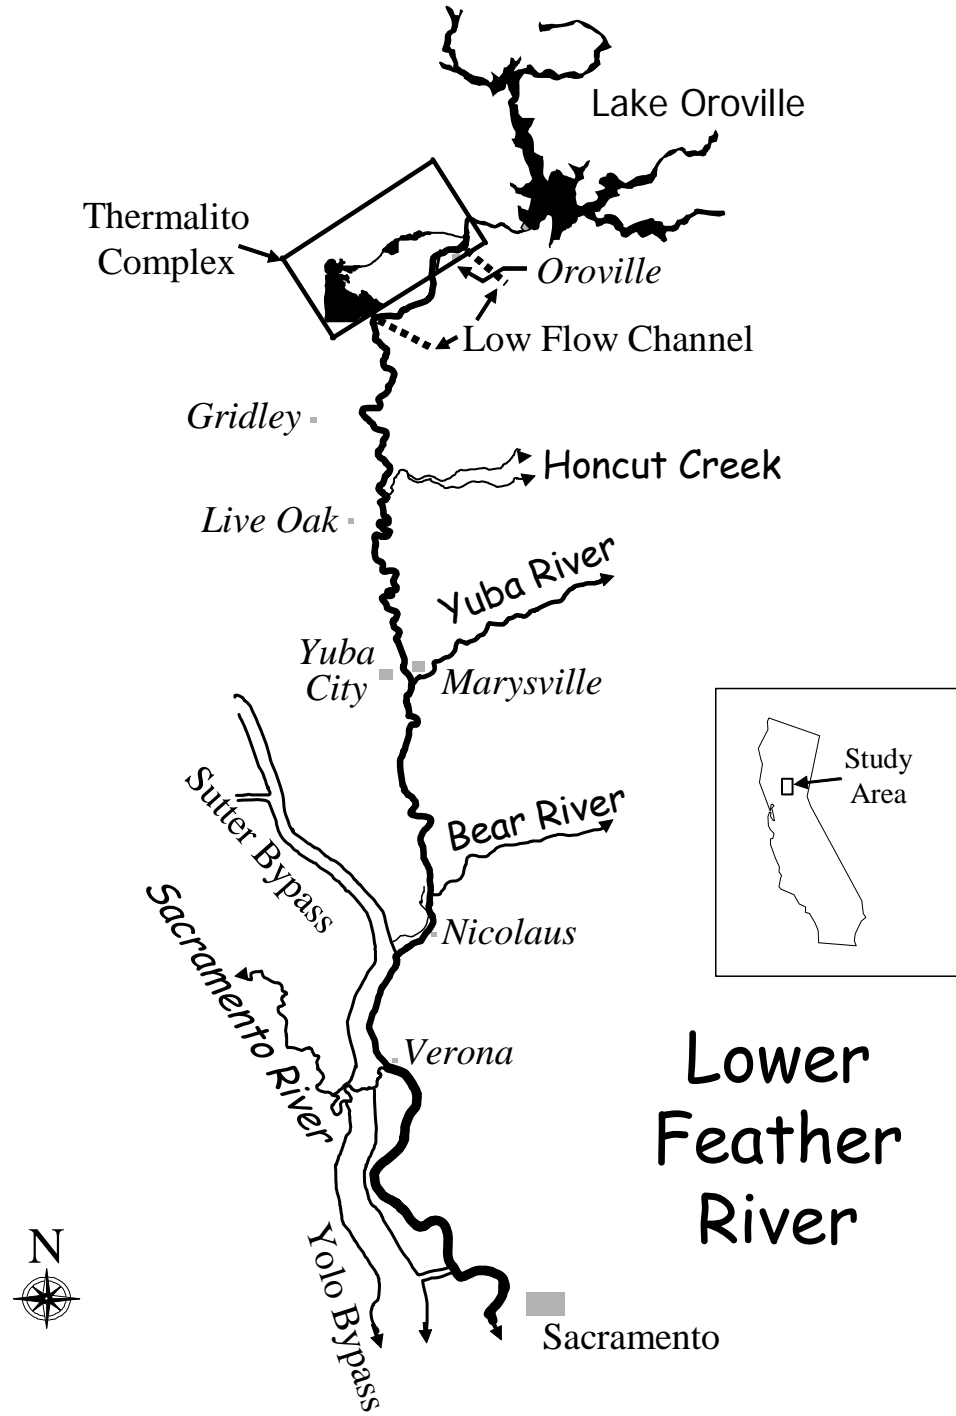 Lake Oroville
Thermalito
Complex
Oroville
Low Flow Channel
Gridley
Honcut Creek
Live Oak
Yuba River
Yuba
City
Marysville
Study
Area
Sutter Bypass
Bear River
Sacramento River
Nicolaus
Verona
Lower
Feather
River
N
Yolo Bypass
Sacramento